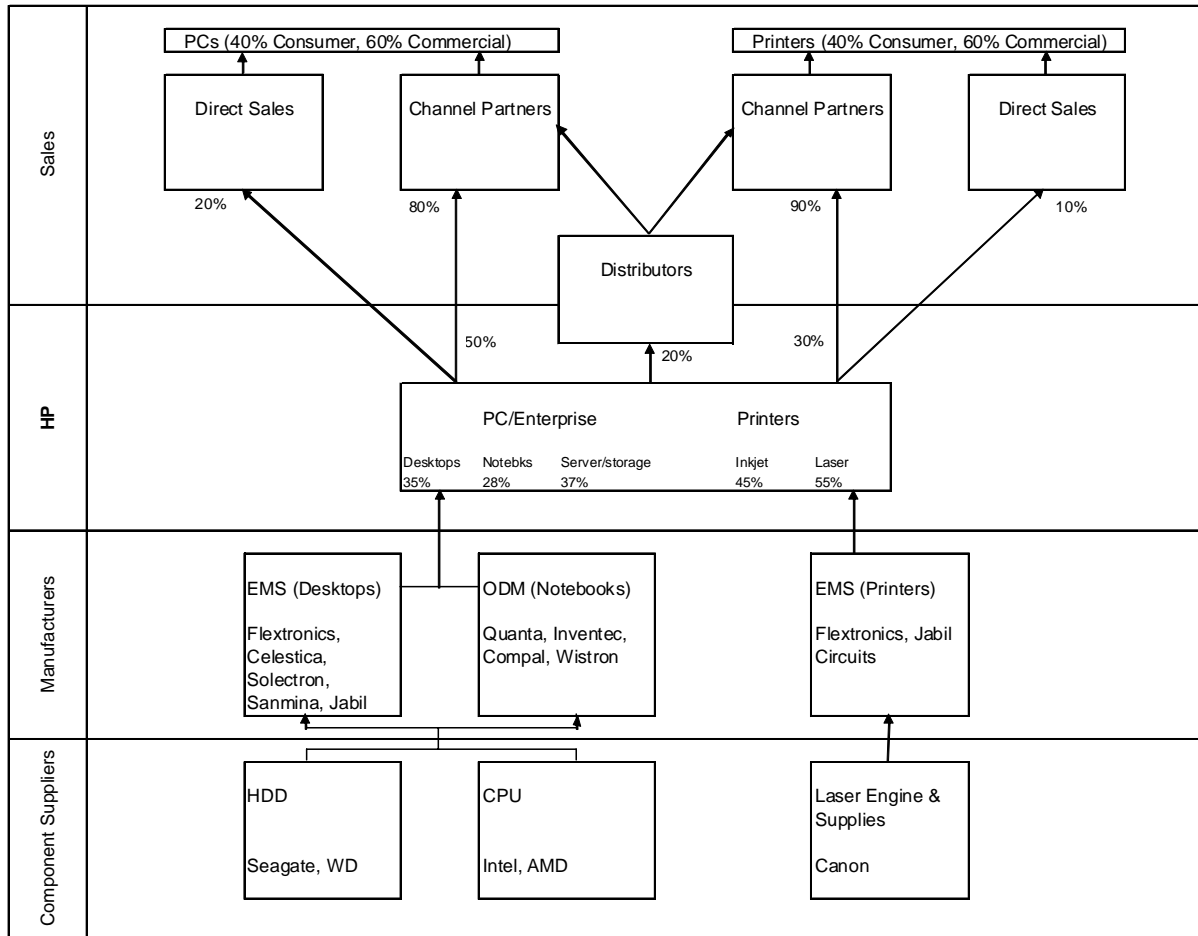 PCs (40% Consumer, 60% Commercial)
Printers (40% Consumer, 60% Commercial)
Sales
Direct Sales
Channel Partners
Channel Partners
Direct Sales
20%
80%
90%
10%
Distributors
HP
50%
20%
30%
PC/Enterprise
Printers
Desktops
35%
Notebks
28%
Server/storage
37%
Inkjet
45%
Laser
55%
Manufacturers
EMS (Desktops)
Flextronics,
Celestica,
Solectron,
Sanmina, Jabil
ODM (Notebooks)
Quanta, Inventec,
Compal, Wistron
EMS (Printers)
Flextronics, Jabil
Circuits
Component Suppliers
HDD
Seagate, WD
CPU
Intel, AMD
Laser Engine &
Supplies
Canon